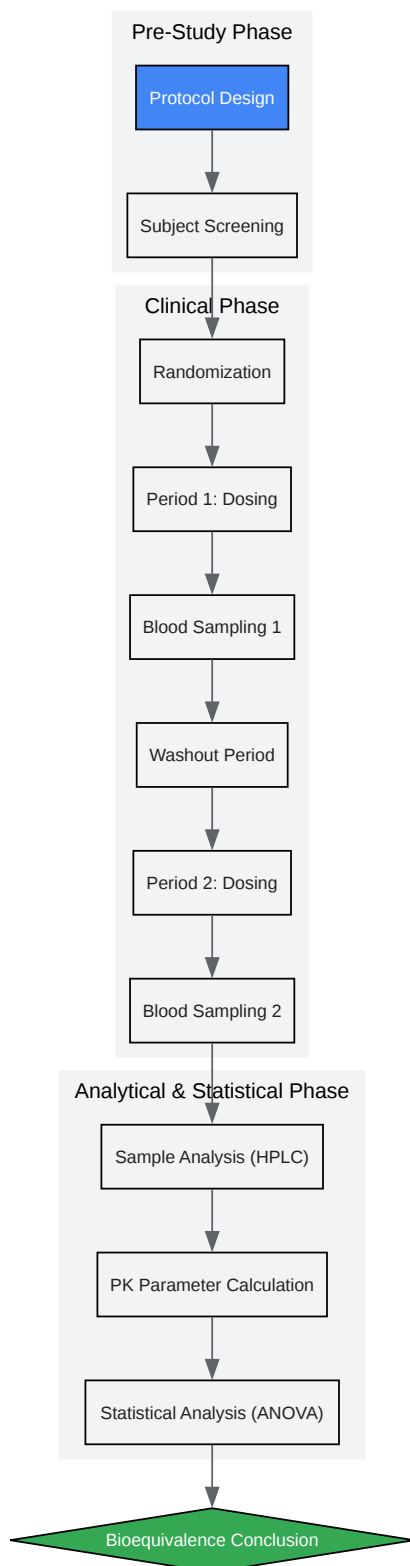 Pre-Study Phase
Protocol Design
Subject Screening
Clinical Phase
Randomization
Period 1: Dosing
Blood Sampling 1
Washout Period
Period 2: Dosing
Blood Sampling 2
Analytical & Statistical Phase
Sample Analysis (HPLC)
PK Parameter Calculation
Statistical Analysis (ANOVA)
Bioequivalence Conclusion